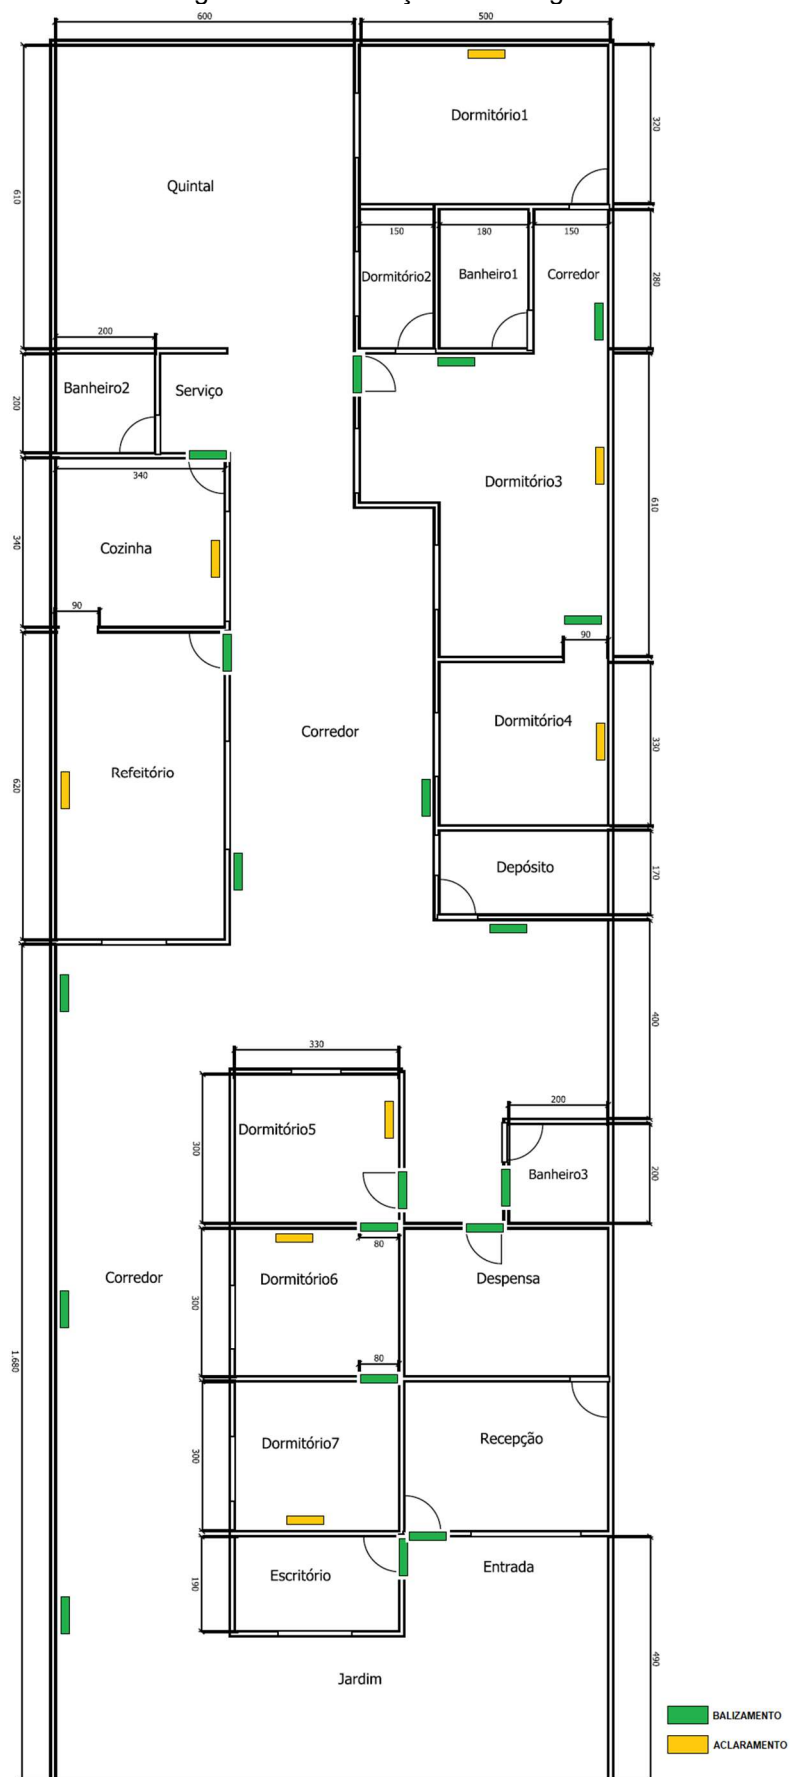 600
500
Dormitório1
320
Quintal
610
150
180
150
Dormitório2
Banheiro1
Corredor
280
200
Banheiro2
Serviço
200
340
Dormitório3
610
Cozinha
340
90
90
Corredor
Dormitório4
330
Refeitório
620
Depósito
170
400
330
Dormitório5
300
200
Banheiro3
200
80
Corredor
Dormitório6
300
Despensa
1.680
80
Dormitório7
300
Recepção
Escritório
190
Entrada
Jardim
490
BALIZAMENTO
ACLARAMENTO